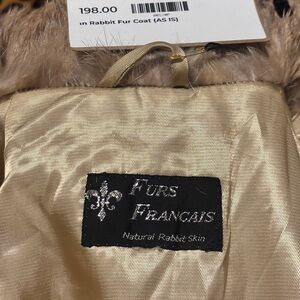 198.00
in Rabbit Fur Coat (AS IS)
FURS
FRANCAIS
Natural Rabbit Skin